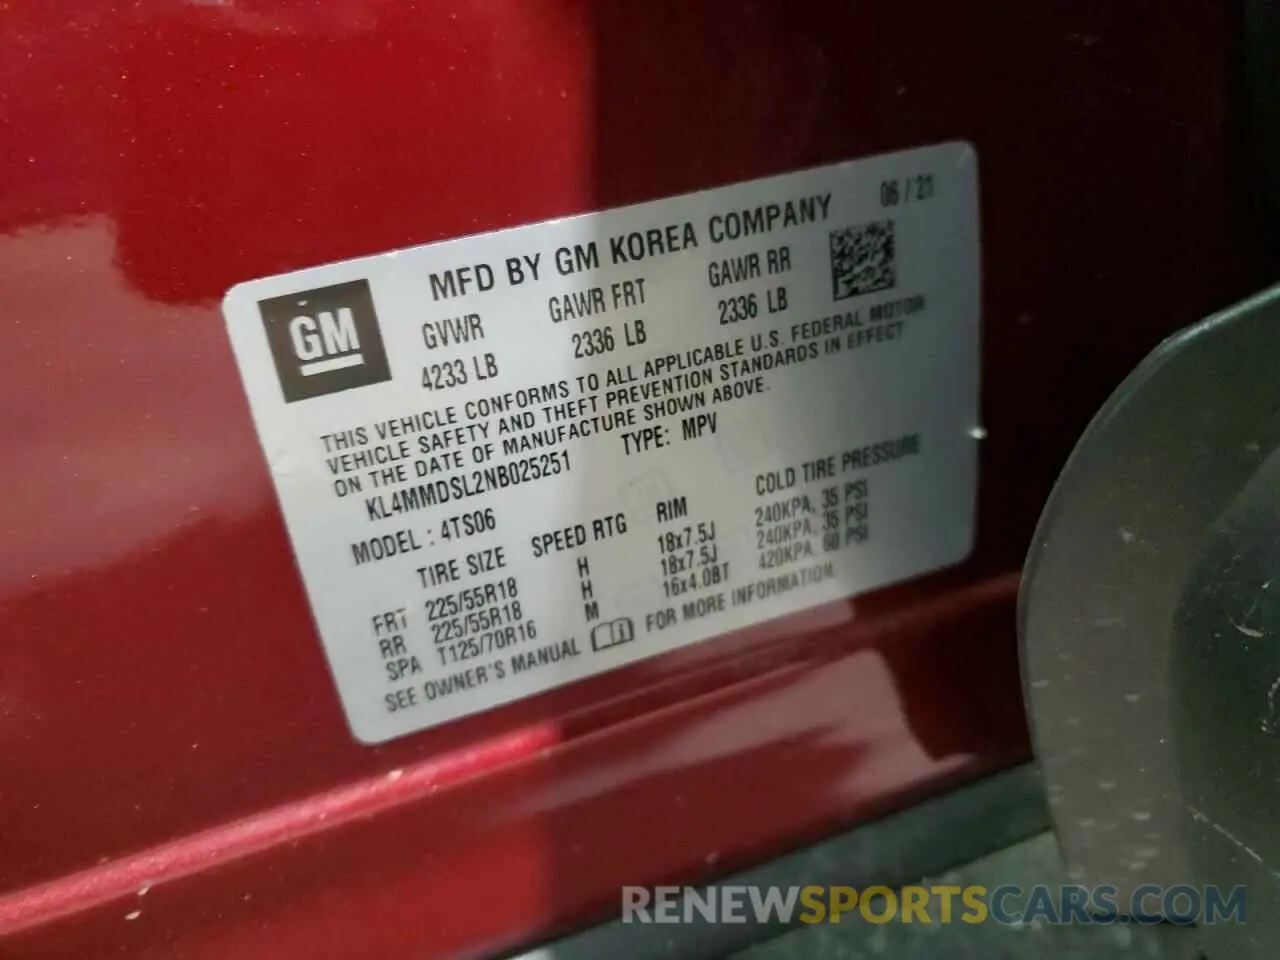 MFD BY GM KOREA COMPANY 06 / 21
GM
GVWR GAWR FRT GAWR RR
4233 LB 2336 LB 2336 LB
THIS VEHICLE CONFORMS TO ALL APPLICABLE U.S. FEDERAL MOTOR
VEHICLE SAFETY AND THEFT PREVENTION STANDARDS IN EFFECT
ON THE DATE OF MANUFACTURE SHOWN ABOVE.
KL4MMDSL2NB025251 TYPE: MPV
MODEL : 4TS06
TIRE SIZE SPEED RTG RIM COLD TIRE PRESSURE
FRT 225/55R18 H 18x7.5J 240KPA, 35 PSI
RR 225/55R18 H 18x7.5J 240KPA, 35 PSI
SPA T125/70R16 M 16x4.0BT 420KPA, 60 PSI
SEE OWNER'S MANUAL FOR MORE INFORMATION.
RENEWSPORTSCARS.COM